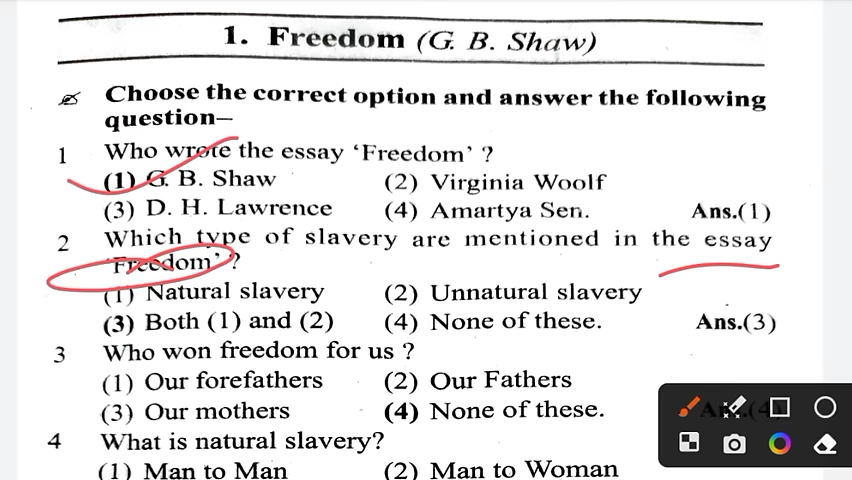 1. Freedom (G. B. Shaw)
Choose the correct option and answer the following
question–
1 Who wrote the essay ‘Freedom’ ?
(1) G. B. Shaw (2) Virginia Woolf
(3) D. H. Lawrence (4) Amartya Sen. Ans.(1)
2 Which type of slavery are mentioned in the essay
‘Freedom’ ?
(1) Natural slavery (2) Unnatural slavery
(3) Both (1) and (2) (4) None of these. Ans.(3)
3 Who won freedom for us ?
(1) Our forefathers (2) Our Fathers
(3) Our mothers (4) None of these. Ans.(4)
4 What is natural slavery?
(1) Man to Man (2) Man to Woman